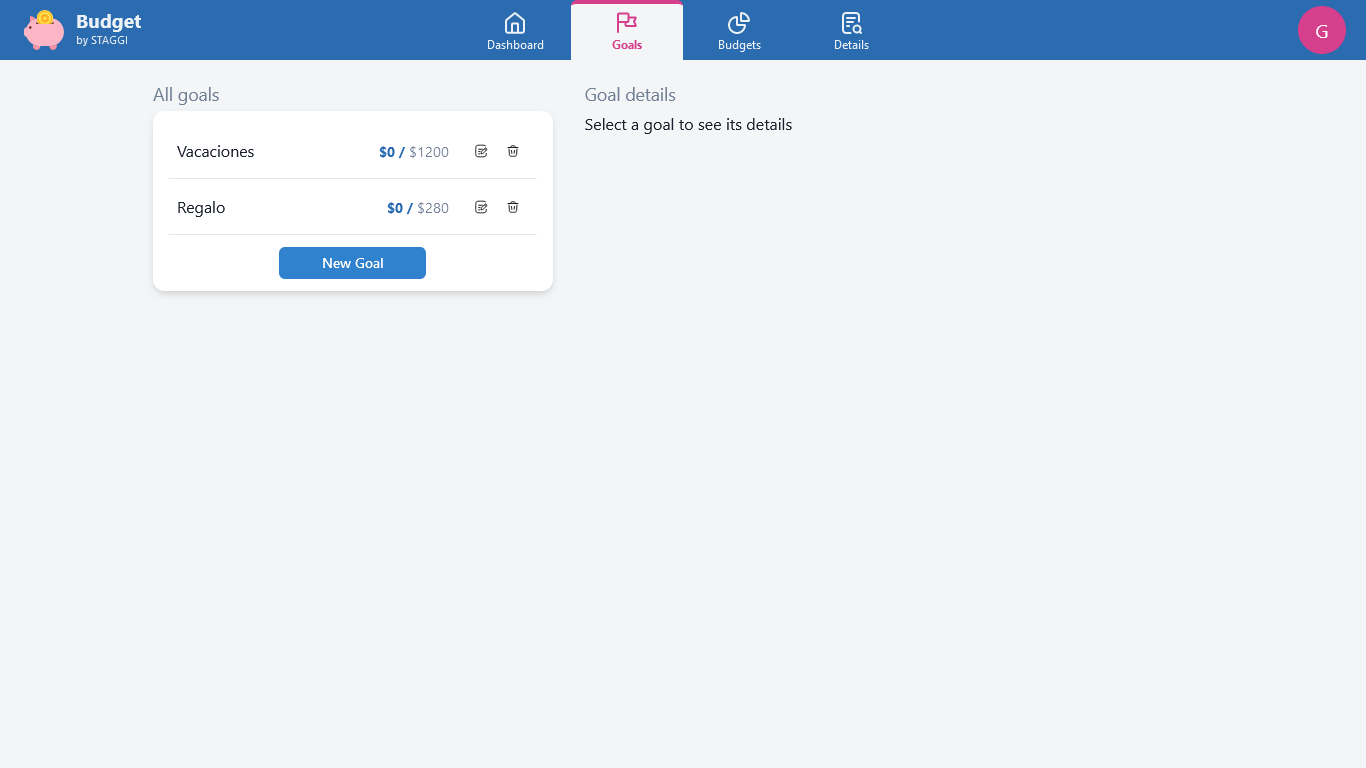 Budget
by STAGGI
Dashboard
Goals
Budgets
Details
G
All goals
Vacaciones $0 / $1200
Regalo $0 / $280
New Goal
Goal details
Select a goal to see its details